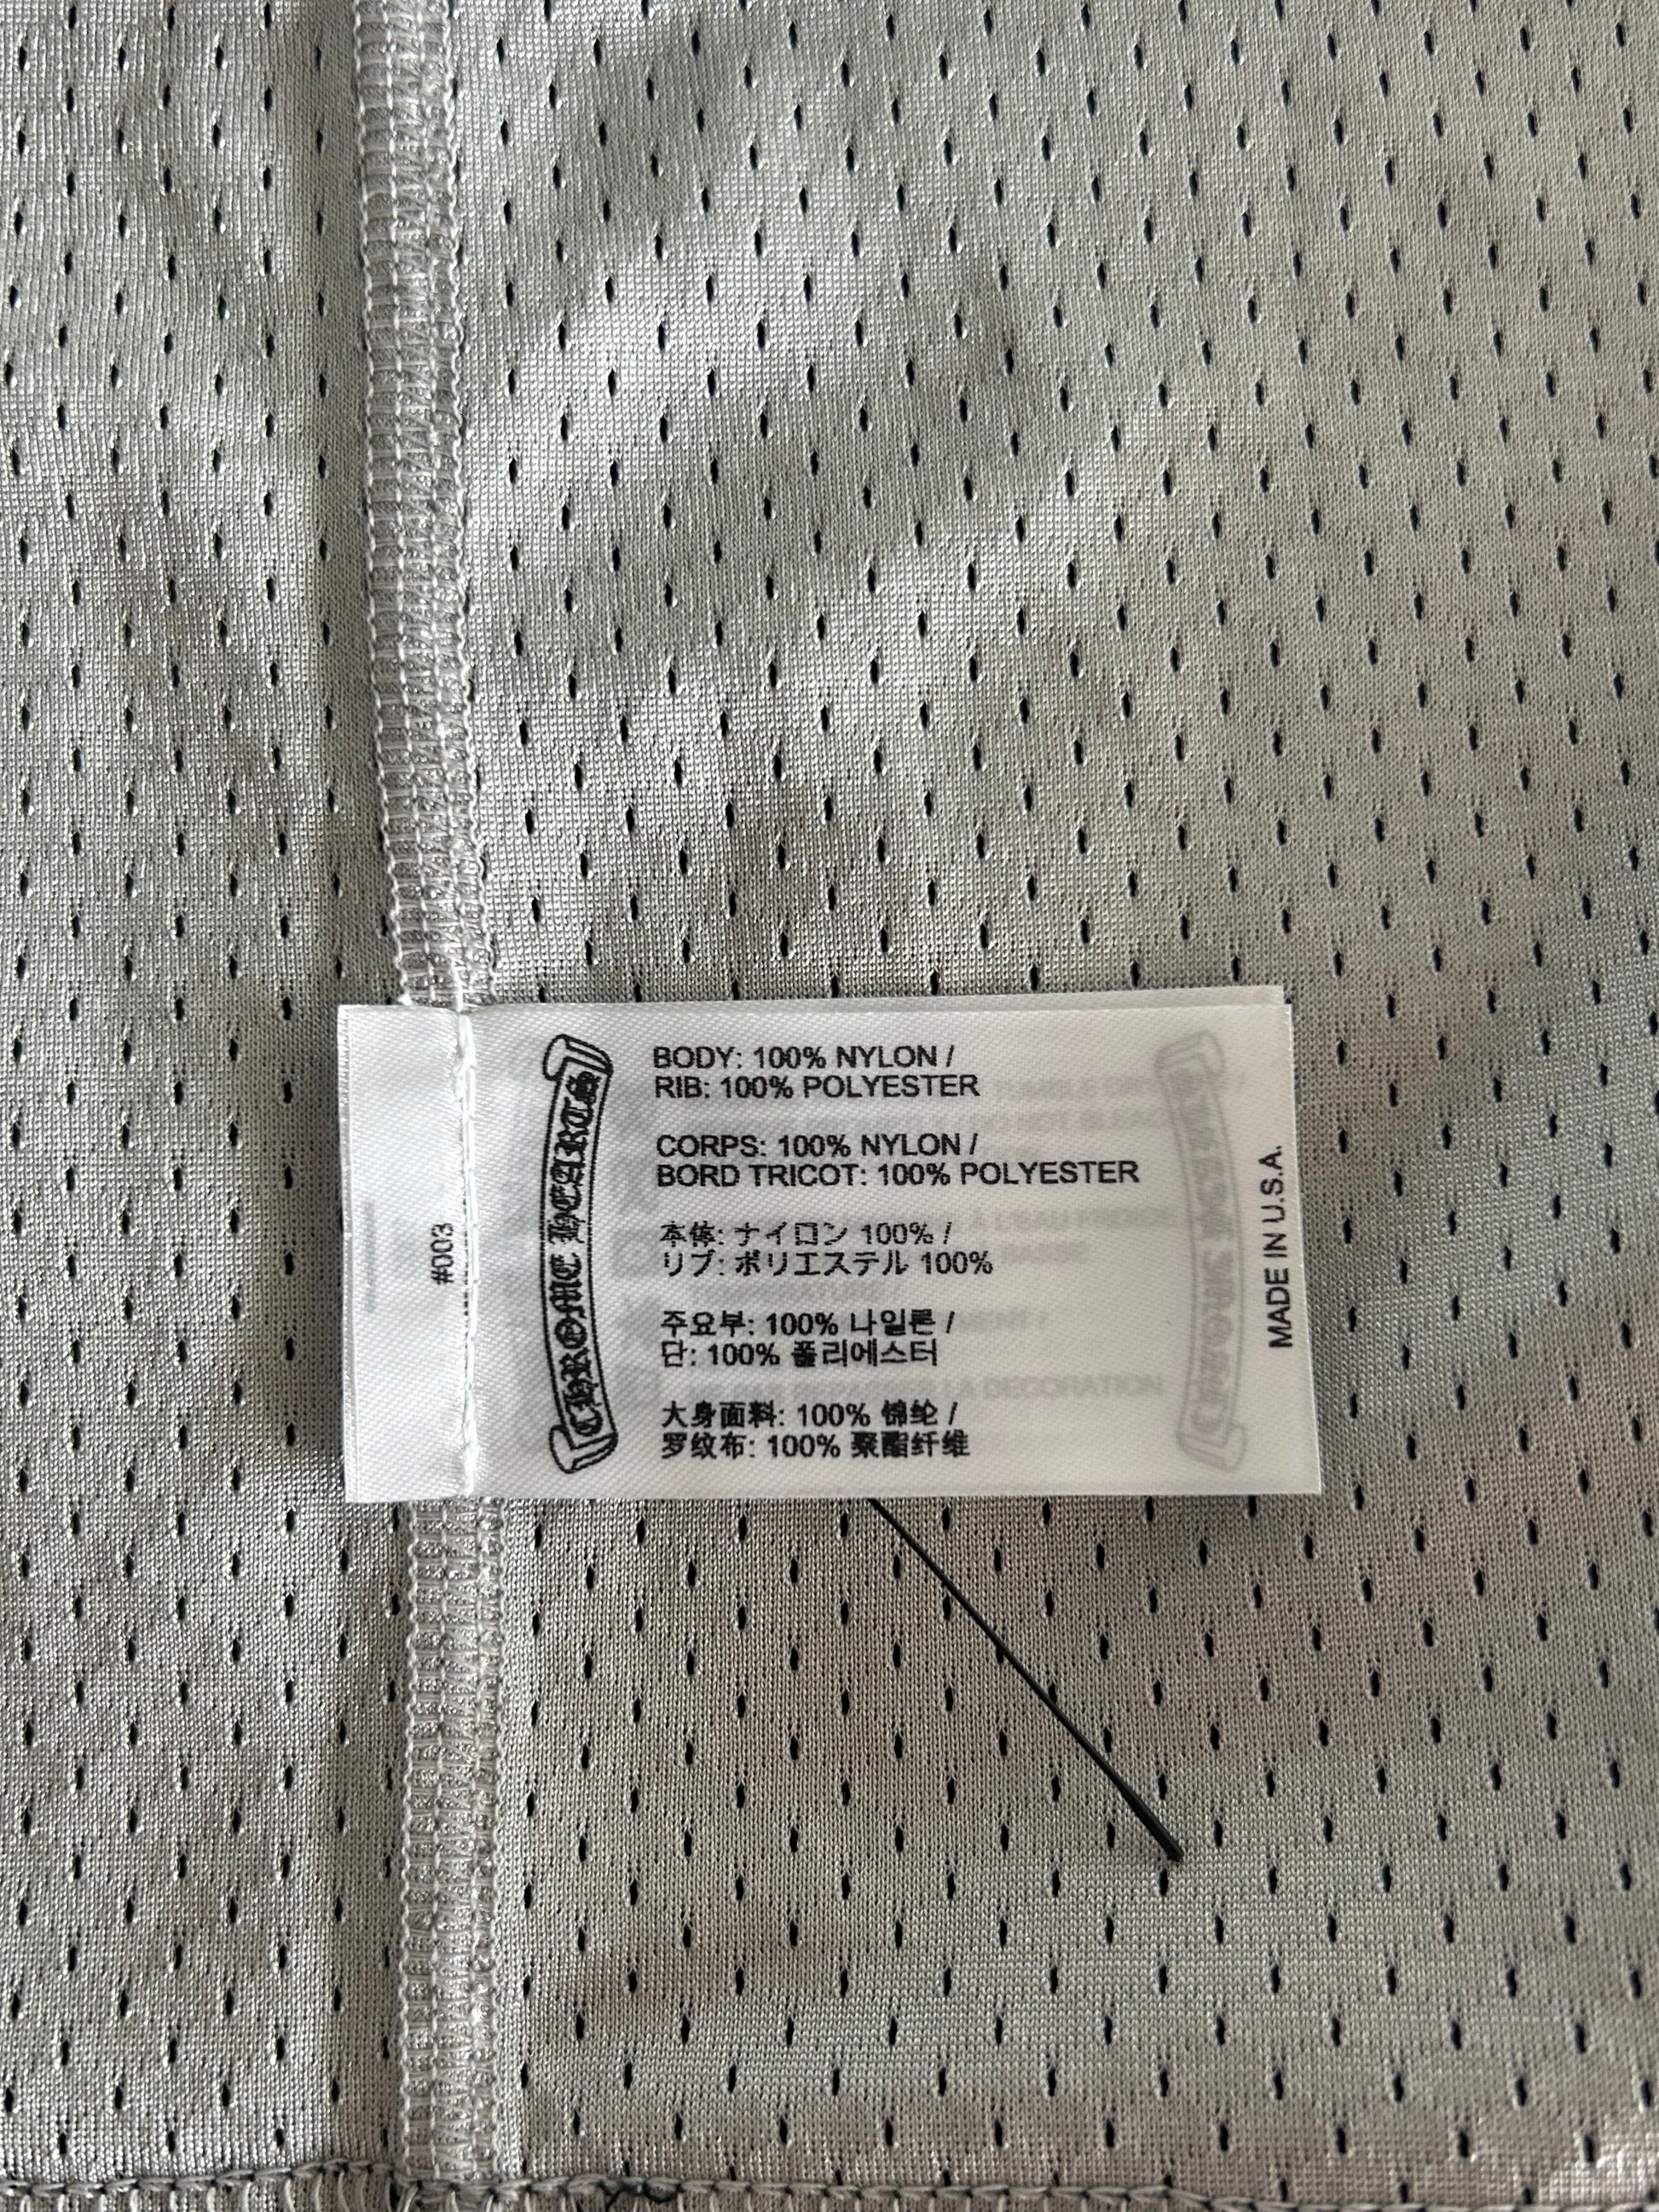 BODY: 100% NYLON /
RIB: 100% POLYESTER
CORPS: 100% NYLON /
BORD TRICOT: 100% POLYESTER
本体: ナイロン 100% /
リブ: ポリエステル 100%
주요부: 100% 나일론 /
단: 100% 폴리에스터
大身面料: 100% 锦纶 /
罗纹布: 100% 聚酯纤维
CHROME HEARTS
#003
MADE IN U.S.A.